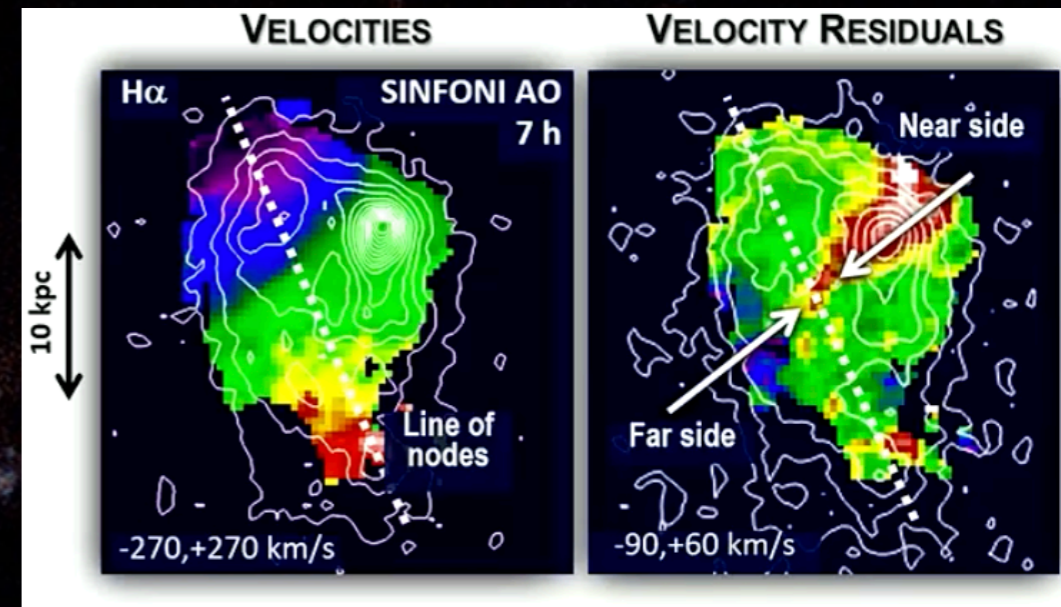 VELOCITIES
VELOCITY RESIDUALS
Hα
SINFONI AO
7 h
10 kpc
Line of
nodes
-270,+270 km/s
Near side
Far side
-90,+60 km/s